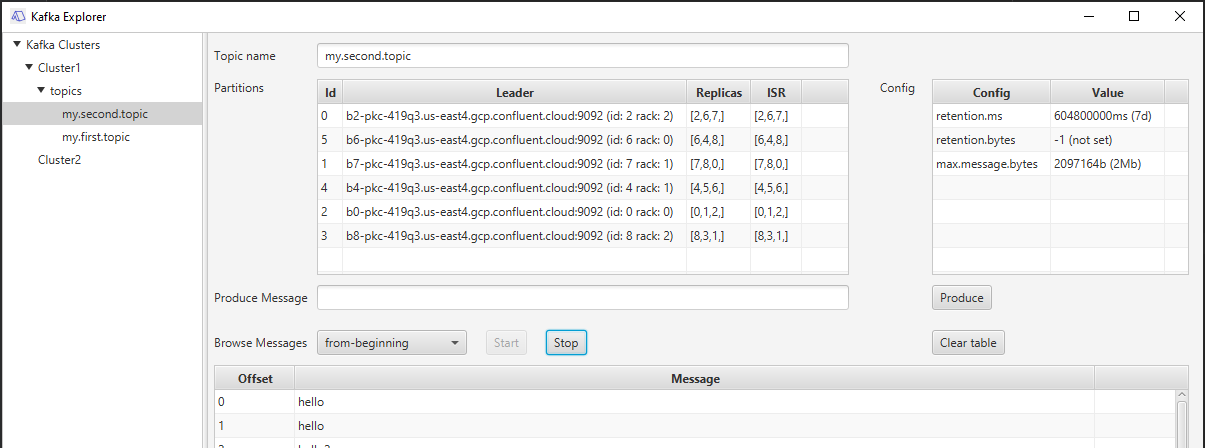 Kafka Explorer
Kafka Clusters
Cluster1
topics
my.second.topic
my.first.topic
Cluster2
Topic name my.second.topic
Partitions
Id Leader Replicas ISR
0 b2-pkc-419q3.us-east4.gcp.confluent.cloud:9092 (id: 2 rack: 2) [2,6,7,] [2,6,7,]
5 b6-pkc-419q3.us-east4.gcp.confluent.cloud:9092 (id: 6 rack: 0) [6,4,8,] [6,4,8,]
1 b7-pkc-419q3.us-east4.gcp.confluent.cloud:9092 (id: 7 rack: 1) [7,8,0,] [7,8,0,]
4 b4-pkc-419q3.us-east4.gcp.confluent.cloud:9092 (id: 4 rack: 1) [4,5,6,] [4,5,6,]
2 b0-pkc-419q3.us-east4.gcp.confluent.cloud:9092 (id: 0 rack: 0) [0,1,2,] [0,1,2,]
3 b8-pkc-419q3.us-east4.gcp.confluent.cloud:9092 (id: 8 rack: 2) [8,3,1,] [8,3,1,]
Config
Config Value
retention.ms 604800000ms (7d)
retention.bytes -1 (not set)
max.message.bytes 2097164b (2Mb)
Produce Message Produce
Browse Messages from-beginning Start Stop Clear table
Offset Message
0 hello
1 hello